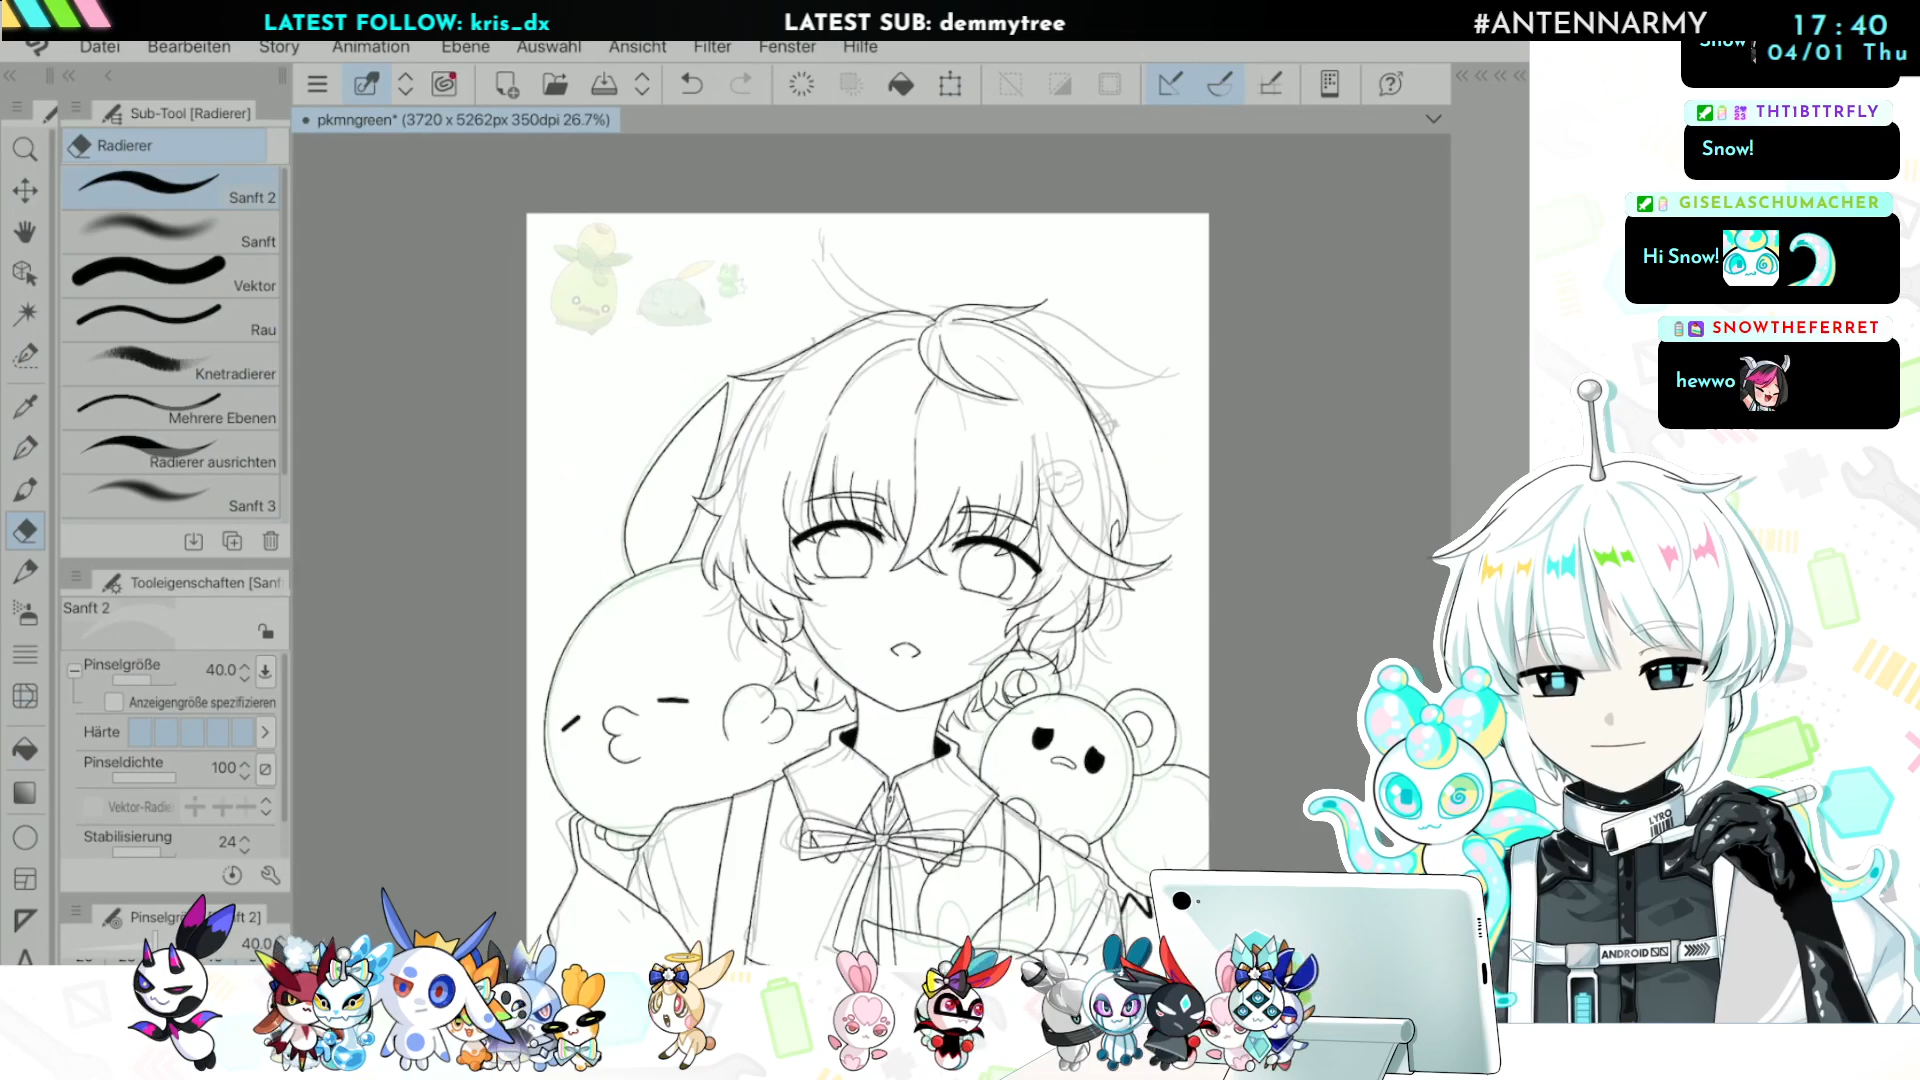 LATEST FOLLOW: kris_dx
LATEST SUB: demmytree
#ANTENNARMY
17:40
04/01 Thu
Datei Bearbeiten Story Animation Ebene Auswahl Ansicht Filter Fenster Hilfe
Sub-Tool [Radierer]
pkmngreen* (3720 x 5262px 350dpi 26.7%)
Radierer
Sanft 2
Sanft
Vektor
Rau
Knetradierer
Mehrere Ebenen
Radierer ausrichten
Sanft 3
Tooleigenschaften [Sanf
Sanft 2
Pinselgröße 40.0
Anzeigengröße spezifizieren
Härte
Pinseldichte 100
Vektor-Radie
Stabilisierung 24
40.0
Snow
THT1BTTRFLY
Snow!
GISELASCHUMACHER
Hi Snow!
SNOWTHEFERRET
hewwo
LYRO
ANDROID